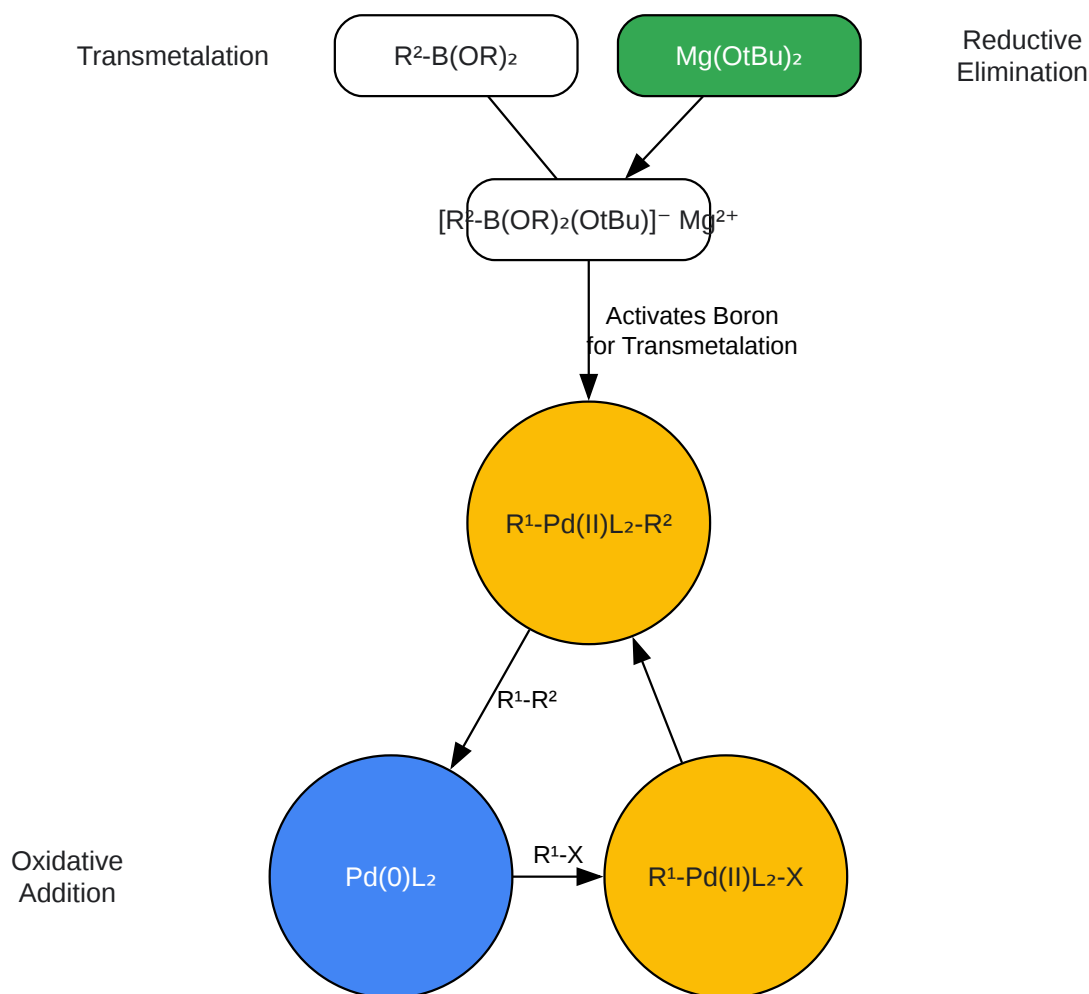 Transmetalation
R²-B(OR)₂
Mg(OtBu)₂
Reductive
Elimination
[R²-B(OR)₂(OtBu)]⁻ Mg²⁺
Activates Boron
for Transmetalation
R¹-Pd(II)L₂-R²
R¹-R²
Oxidative
Addition
Pd(0)L₂
R¹-X
R¹-Pd(II)L₂-X